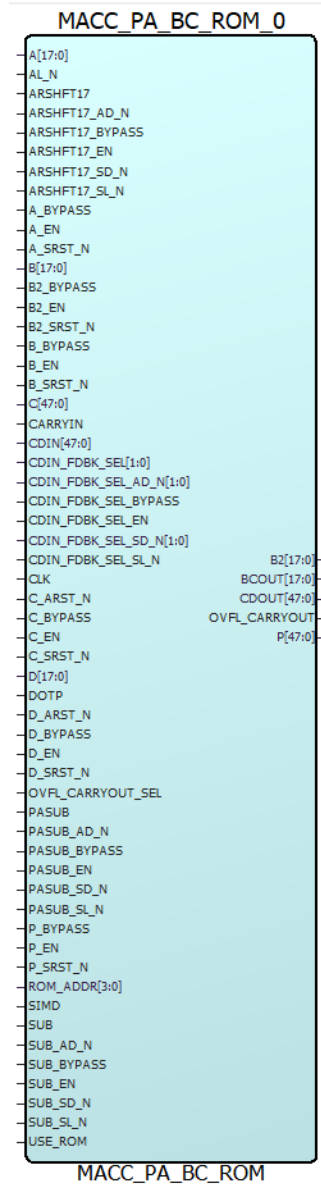 MACC_PA_BC_ROM_0
A[17:0]
AL_N
ARSHFT17
ARSHFT17_AD_N
ARSHFT17_BYPASS
ARSHFT17_EN
ARSHFT17_SD_N
ARSHFT17_SL_N
A_BYPASS
A_EN
A_SRST_N
B[17:0]
B2_BYPASS
B2_EN
B2_SRST_N
B_BYPASS
B_EN
B_SRST_N
C[47:0]
CARRYIN
CDIN[47:0]
CDIN_FDBK_SEL[1:0]
CDIN_FDBK_SEL_AD_N[1:0]
CDIN_FDBK_SEL_BYPASS
CDIN_FDBK_SEL_EN
CDIN_FDBK_SEL_SD_N[1:0]
CDIN_FDBK_SEL_SL_N B2[17:0]
CLK BCOUT[17:0]
C_ARST_N CDOUT[47:0]
C_BYPASS OVFL_CARRYOUT
C_EN P[47:0]
C_SRST_N
D[17:0]
DOTP
D_ARST_N
D_BYPASS
D_EN
D_SRST_N
OVFL_CARRYOUT_SEL
PASUB
PASUB_AD_N
PASUB_BYPASS
PASUB_EN
PASUB_SD_N
PASUB_SL_N
P_BYPASS
P_EN
P_SRST_N
ROM_ADDR[3:0]
SIMD
SUB
SUB_AD_N
SUB_BYPASS
SUB_EN
SUB_SD_N
SUB_SL_N
USE_ROM
MACC_PA_BC_ROM